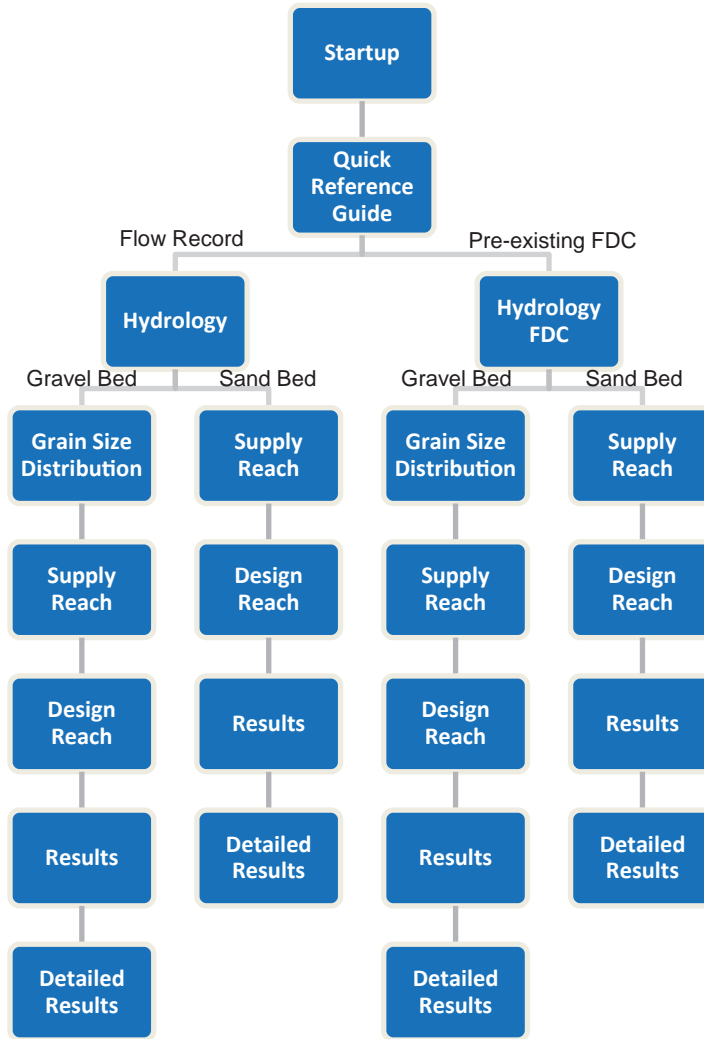 Startup
Quick
Reference
Guide
Flow Record
Pre-existing FDC
Hydrology
Hydrology
FDC
Gravel Bed
Sand Bed
Gravel Bed
Sand Bed
Grain Size
Distribution
Supply
Reach
Grain Size
Distribution
Supply
Reach
Supply
Reach
Design
Reach
Supply
Reach
Design
Reach
Design
Reach
Results
Design
Reach
Results
Results
Detailed
Results
Results
Detailed
Results
Detailed
Results
Detailed
Results